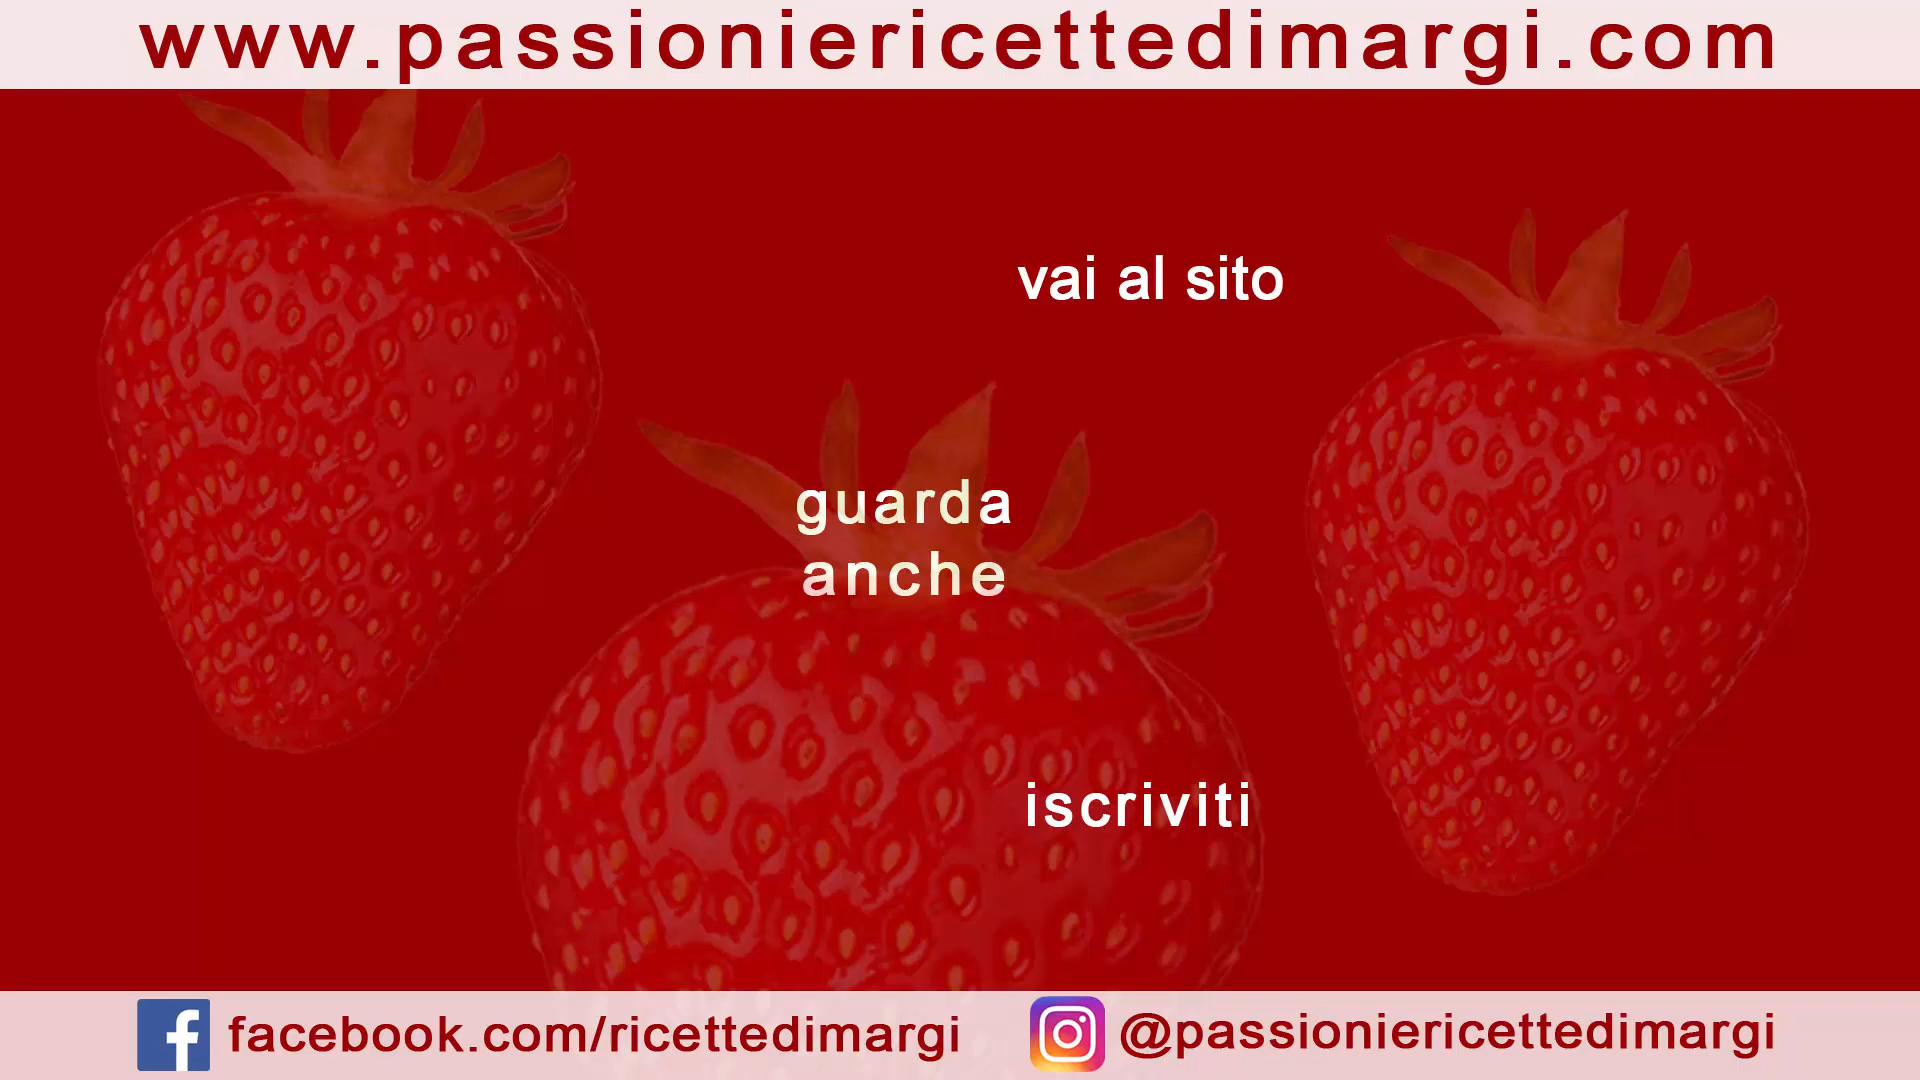 www.passioniericettedimargi.com
vai al sito
guarda
anche
iscriviti
facebook.com/ricettedimargi
@passioniericettedimargi